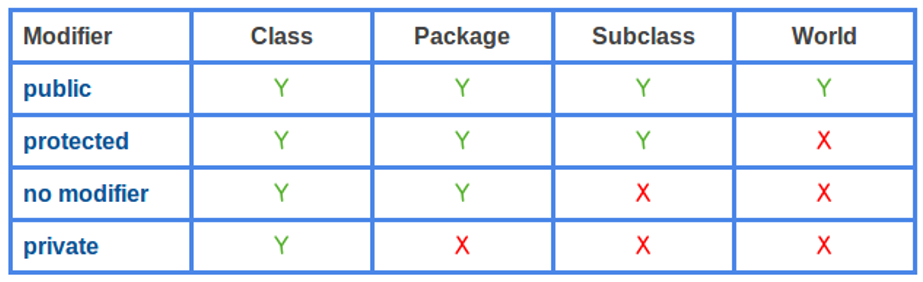 Modifier Class Package Subclass World
public Y Y Y Y
protected Y Y Y X
no modifier Y Y X X
private Y X X X